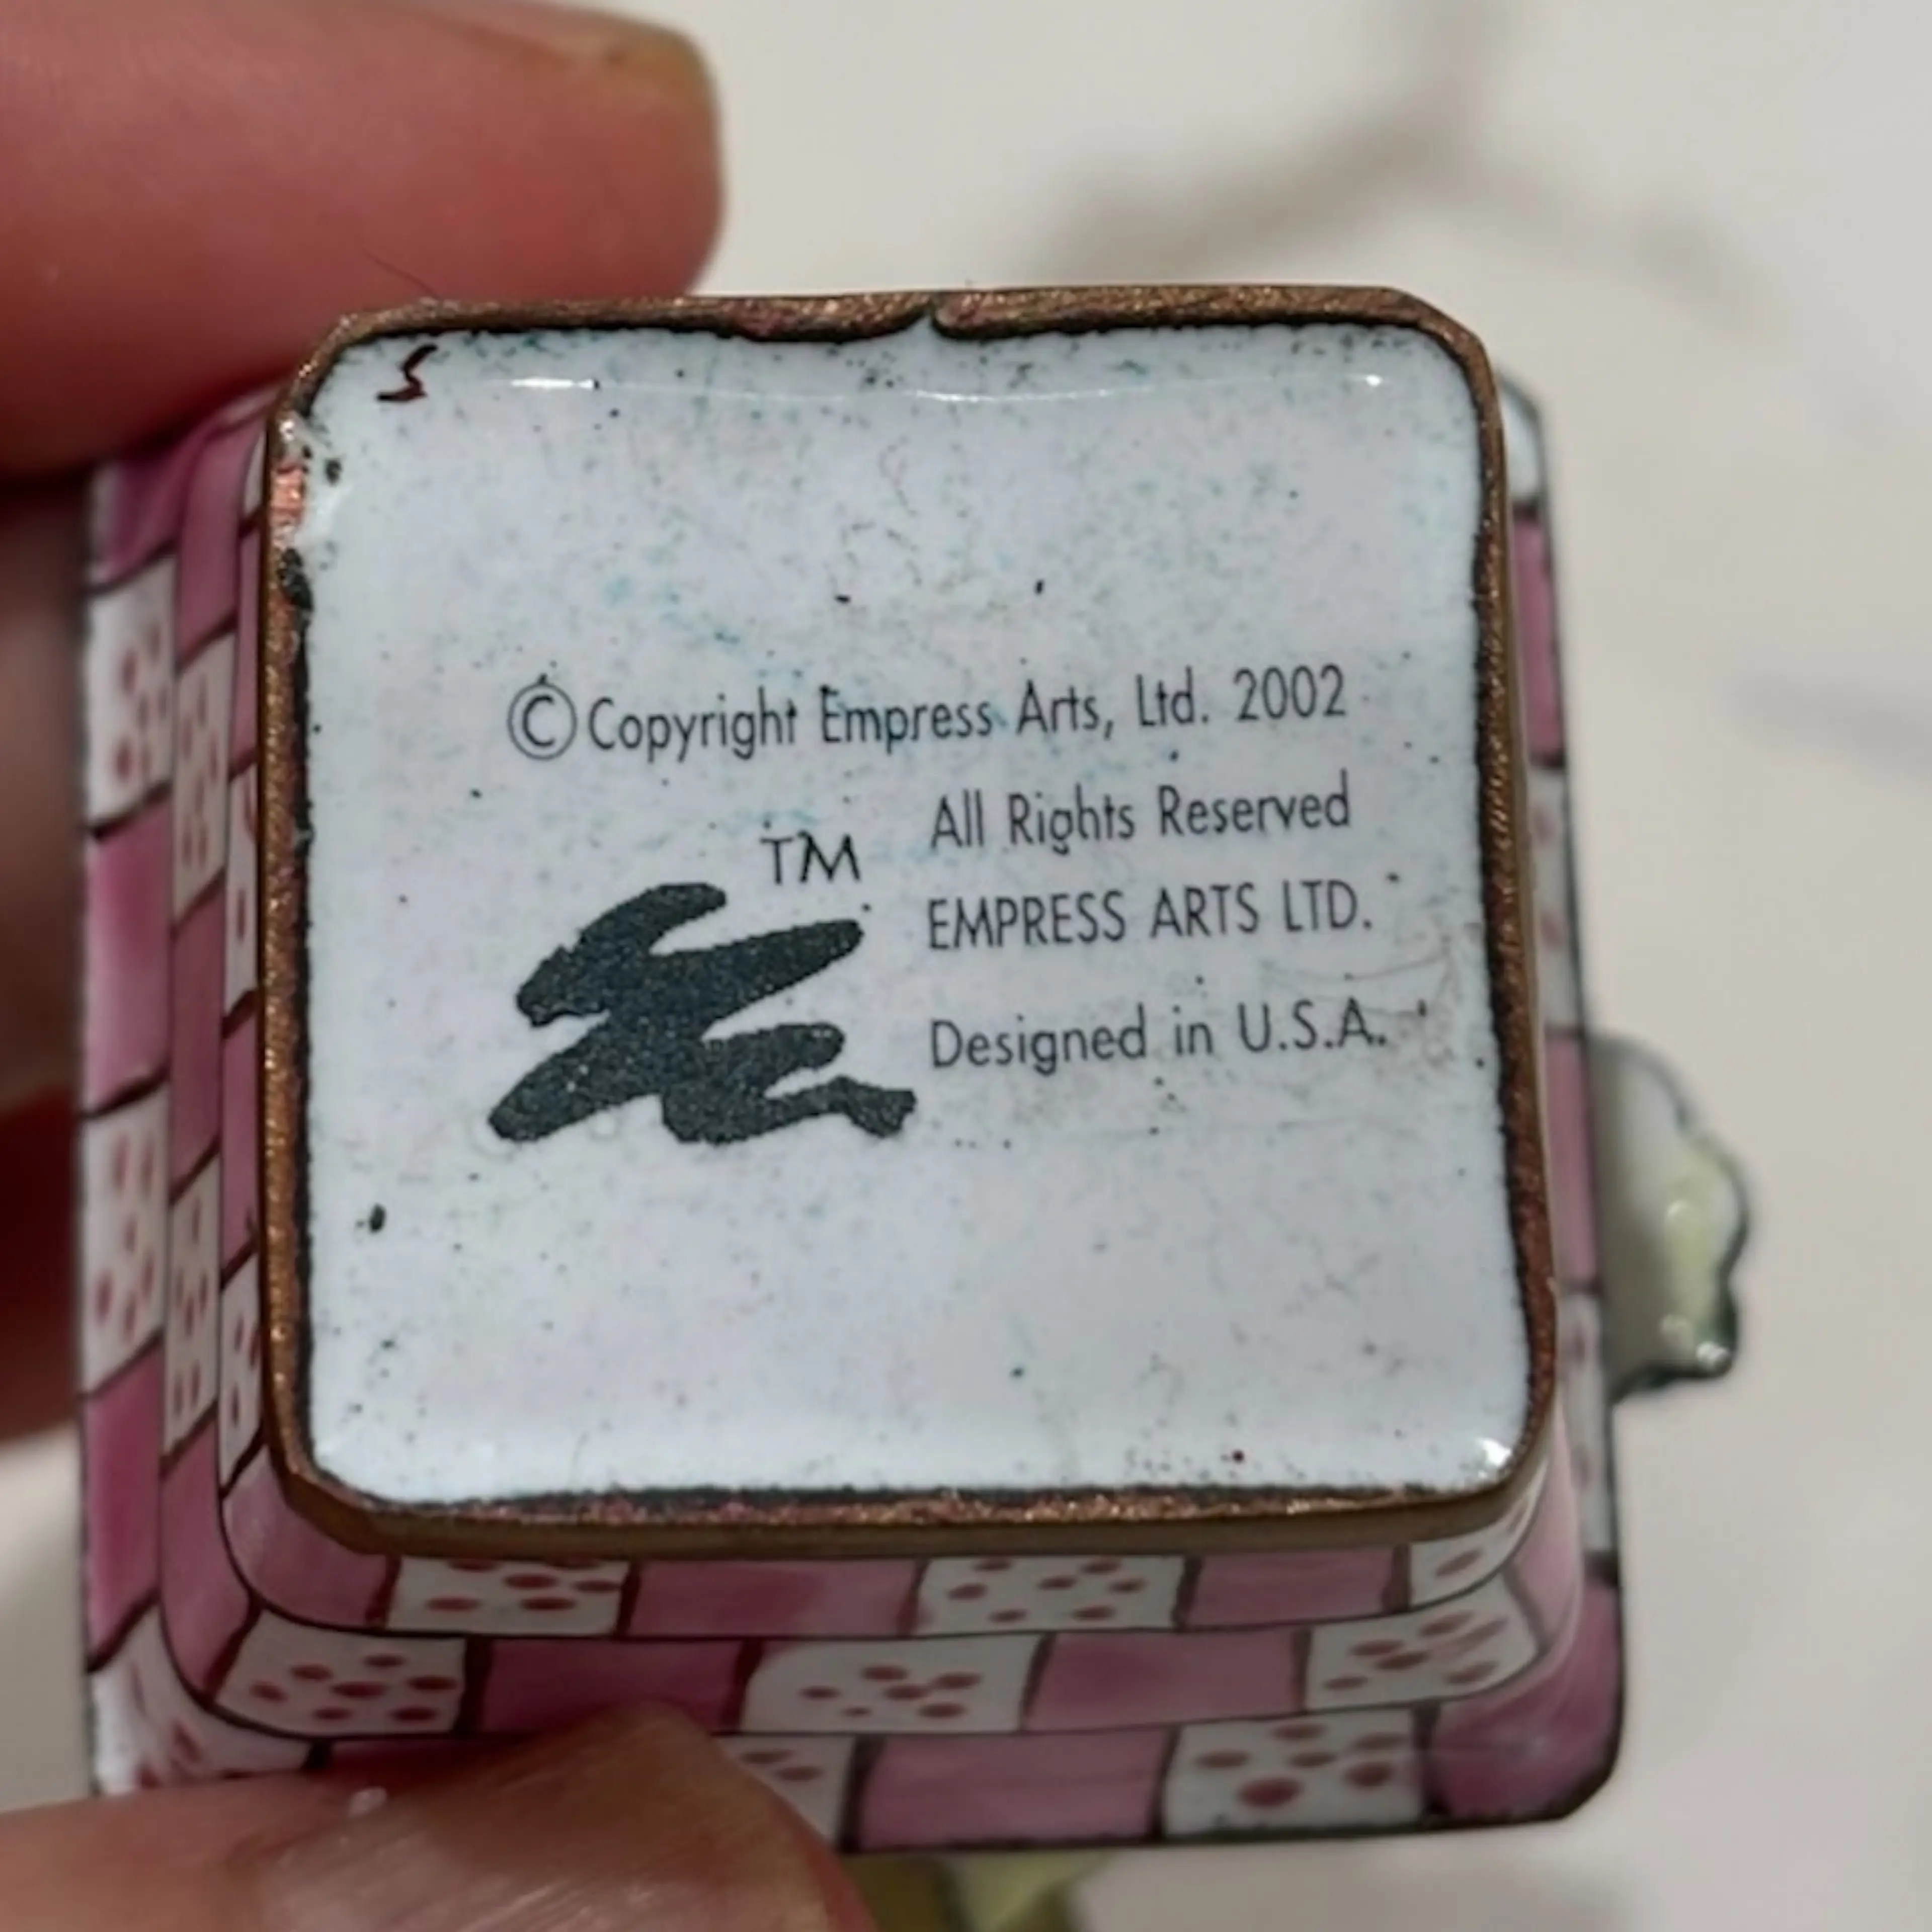 ©Copyright Empress Arts, Ltd. 2002
All Rights Reserved
TM
EMPRESS ARTS LTD.
Designed in U.S.A.